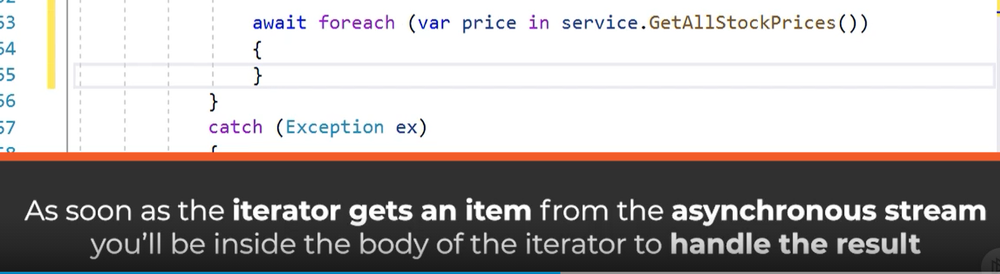 53 await foreach (var price in service.GetAllStockPrices())
54 {
55 }
56 }
57 catch (Exception ex)
As soon as the iterator gets an item from the asynchronous stream
you'll be inside the body of the iterator to handle the result